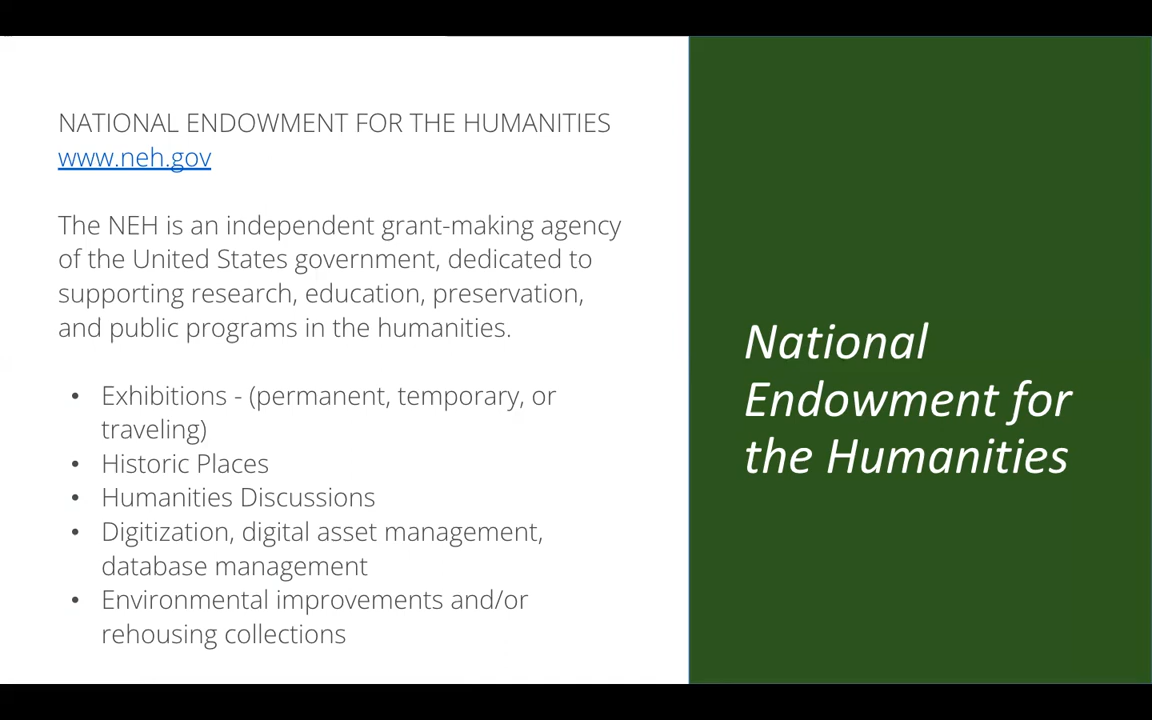 NATIONAL ENDOWMENT FOR THE HUMANITIES
www.neh.gov
The NEH is an independent grant-making agency
of the United States government, dedicated to
supporting research, education, preservation,
and public programs in the humanities.
• Exhibitions - (permanent, temporary, or
traveling)
• Historic Places
• Humanities Discussions
• Digitization, digital asset management,
database management
• Environmental improvements and/or
rehousing collections
National
Endowment for
the Humanities